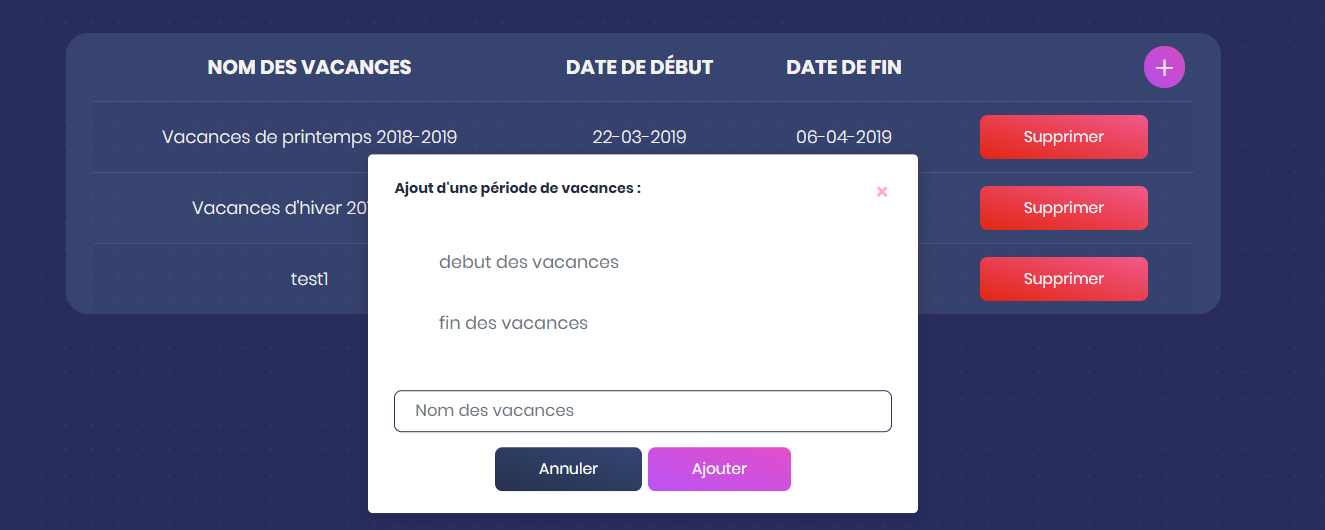 NOM DES VACANCES DATE DE DÉBUT DATE DE FIN +
Vacances de printemps 2018-2019 22-03-2019 06-04-2019 Supprimer
Ajout d'une période de vacances : ×
Vacances d'hiver Supprimer
debut des vacances
test1 Supprimer
fin des vacances
Nom des vacances
Annuler Ajouter